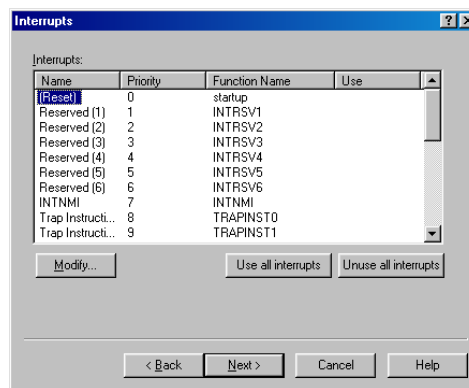 Interrupts
Interrupts:
Name Priority Function Name Use
(Reset) 0 startup
Reserved (1) 1 INTRSV1
Reserved (2) 2 INTRSV2
Reserved (3) 3 INTRSV3
Reserved (4) 4 INTRSV4
Reserved (5) 5 INTRSV5
Reserved (6) 6 INTRSV6
INTNMI 7 INTNMI
Trap Instructi... 8 TRAPINST0
Trap Instructi... 9 TRAPINST1
Modify... Use all interrupts Unuse all interrupts
< Back Next > Cancel Help